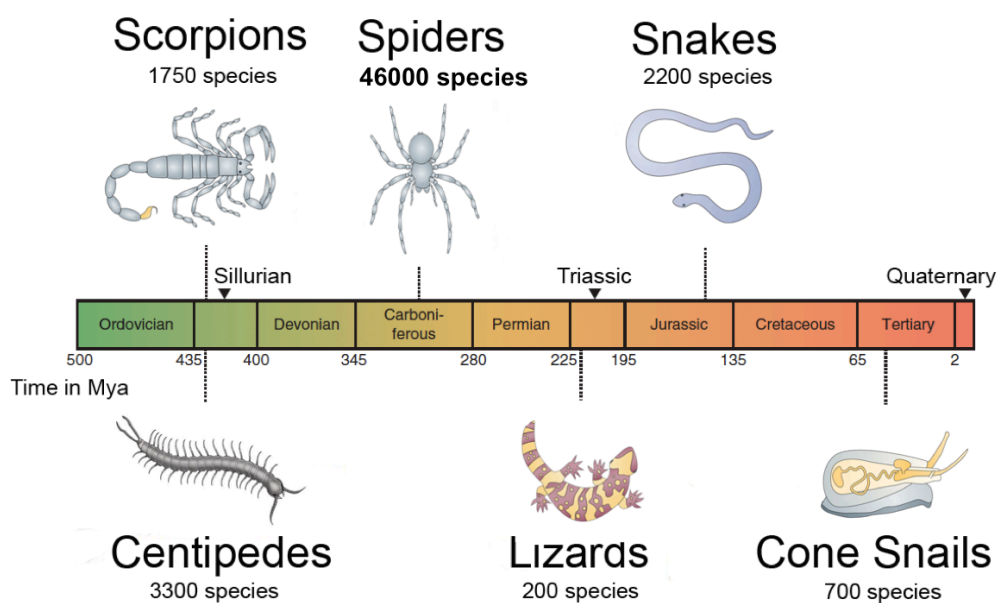 Scorpions
1750 species
Spiders
46000 species
Snakes
2200 species
Sillurian
Triassic
Quaternary
Ordovician
Devonian
Carboni-
ferous
Permian
Jurassic
Cretaceous
Tertiary
500 435 400 345 280 225 195 135 65 2
Time in Mya
Centipedes
3300 species
Lizards
200 species
Cone Snails
700 species